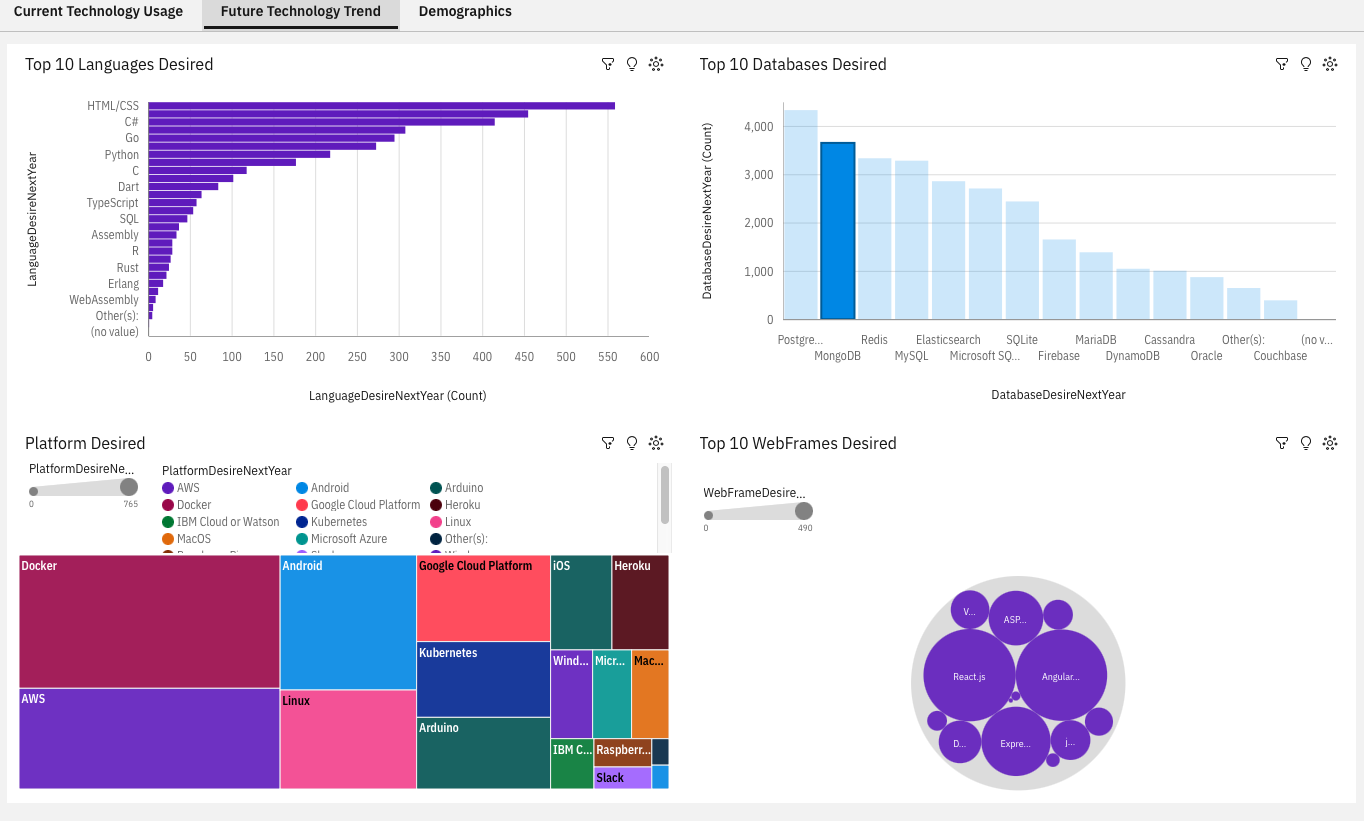 Current Technology Usage
Future Technology Trend
Demographics
Top 10 Languages Desired
LanguageDesireNextYear
HTML/CSS
C#
Go
Python
C
Dart
TypeScript
SQL
Assembly
R
Rust
Erlang
WebAssembly
Other(s):
(no value)
0 50 100 150 200 250 300 350 400 450 500 550 600
LanguageDesireNextYear (Count)
Top 10 Databases Desired
DatabaseDesireNextYear (Count)
4,000
3,000
2,000
1,000
0
Postgre... Redis Elasticsearch SQLite MariaDB Cassandra Other(s): (no v...
MongoDB MySQL Microsoft SQ... Firebase DynamoDB Oracle Couchbase
DatabaseDesireNextYear
Platform Desired
PlatformDesireNe...
0 765
PlatformDesireNextYear
AWS Android Arduino
Docker Google Cloud Platform Heroku
IBM Cloud or Watson Kubernetes Linux
MacOS Microsoft Azure Other(s):
Docker
Android
Google Cloud Platform
iOS
Heroku
Kubernetes
Wind...
Micr...
Mac...
AWS
Linux
Arduino
IBM C...
Raspberr...
Slack
Top 10 WebFrames Desired
WebFrameDesire...
0 490
V...
ASP...
React.js
Angular...
D...
Expre...
j...